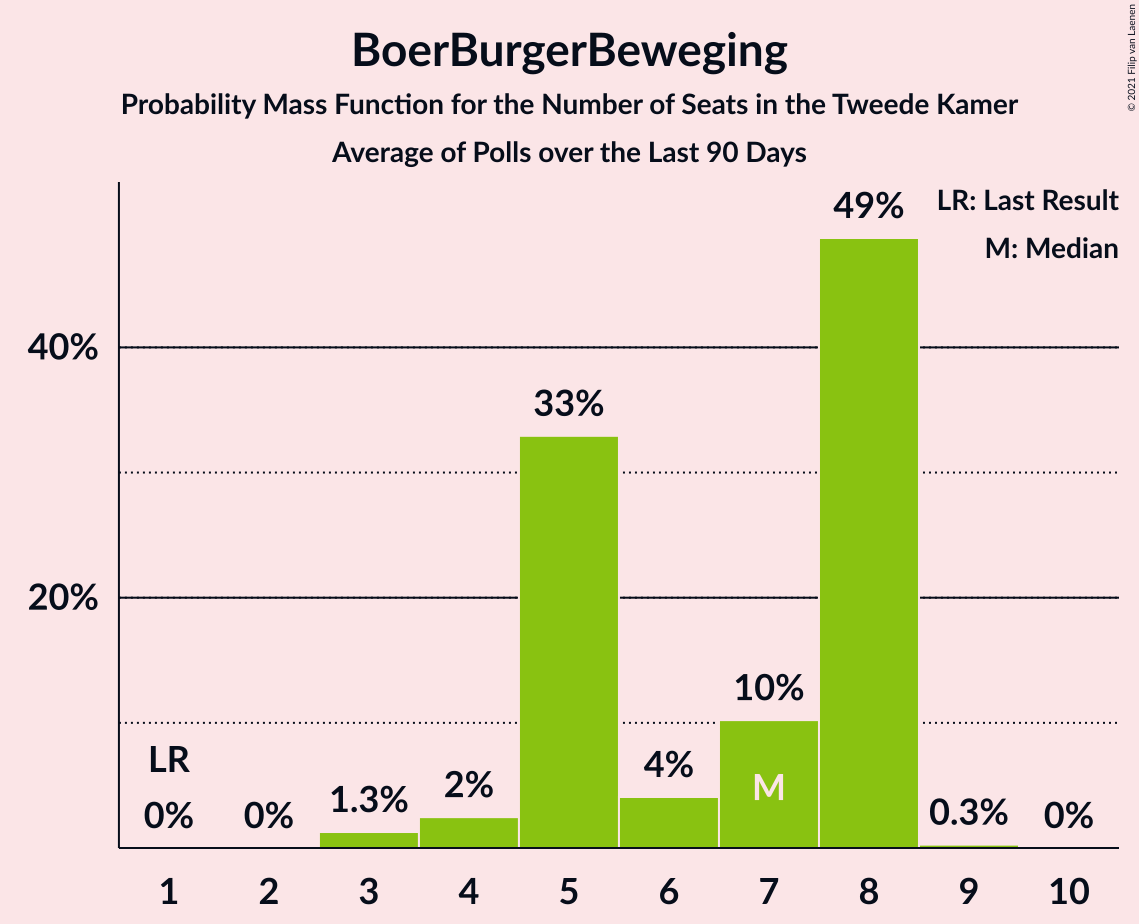 BoerBurgerBeweging
Probability Mass Function for the Number of Seats in the Tweede Kamer
Average of Polls over the Last 90 Days
© 2021 Filip van Laenen
LR: Last Result
M: Median
49%
40%
33%
20%
10%
LR
4%
M
2%
1.3%
0%
0%
0.3%
0%
1 2 3 4 5 6 7 8 9 10